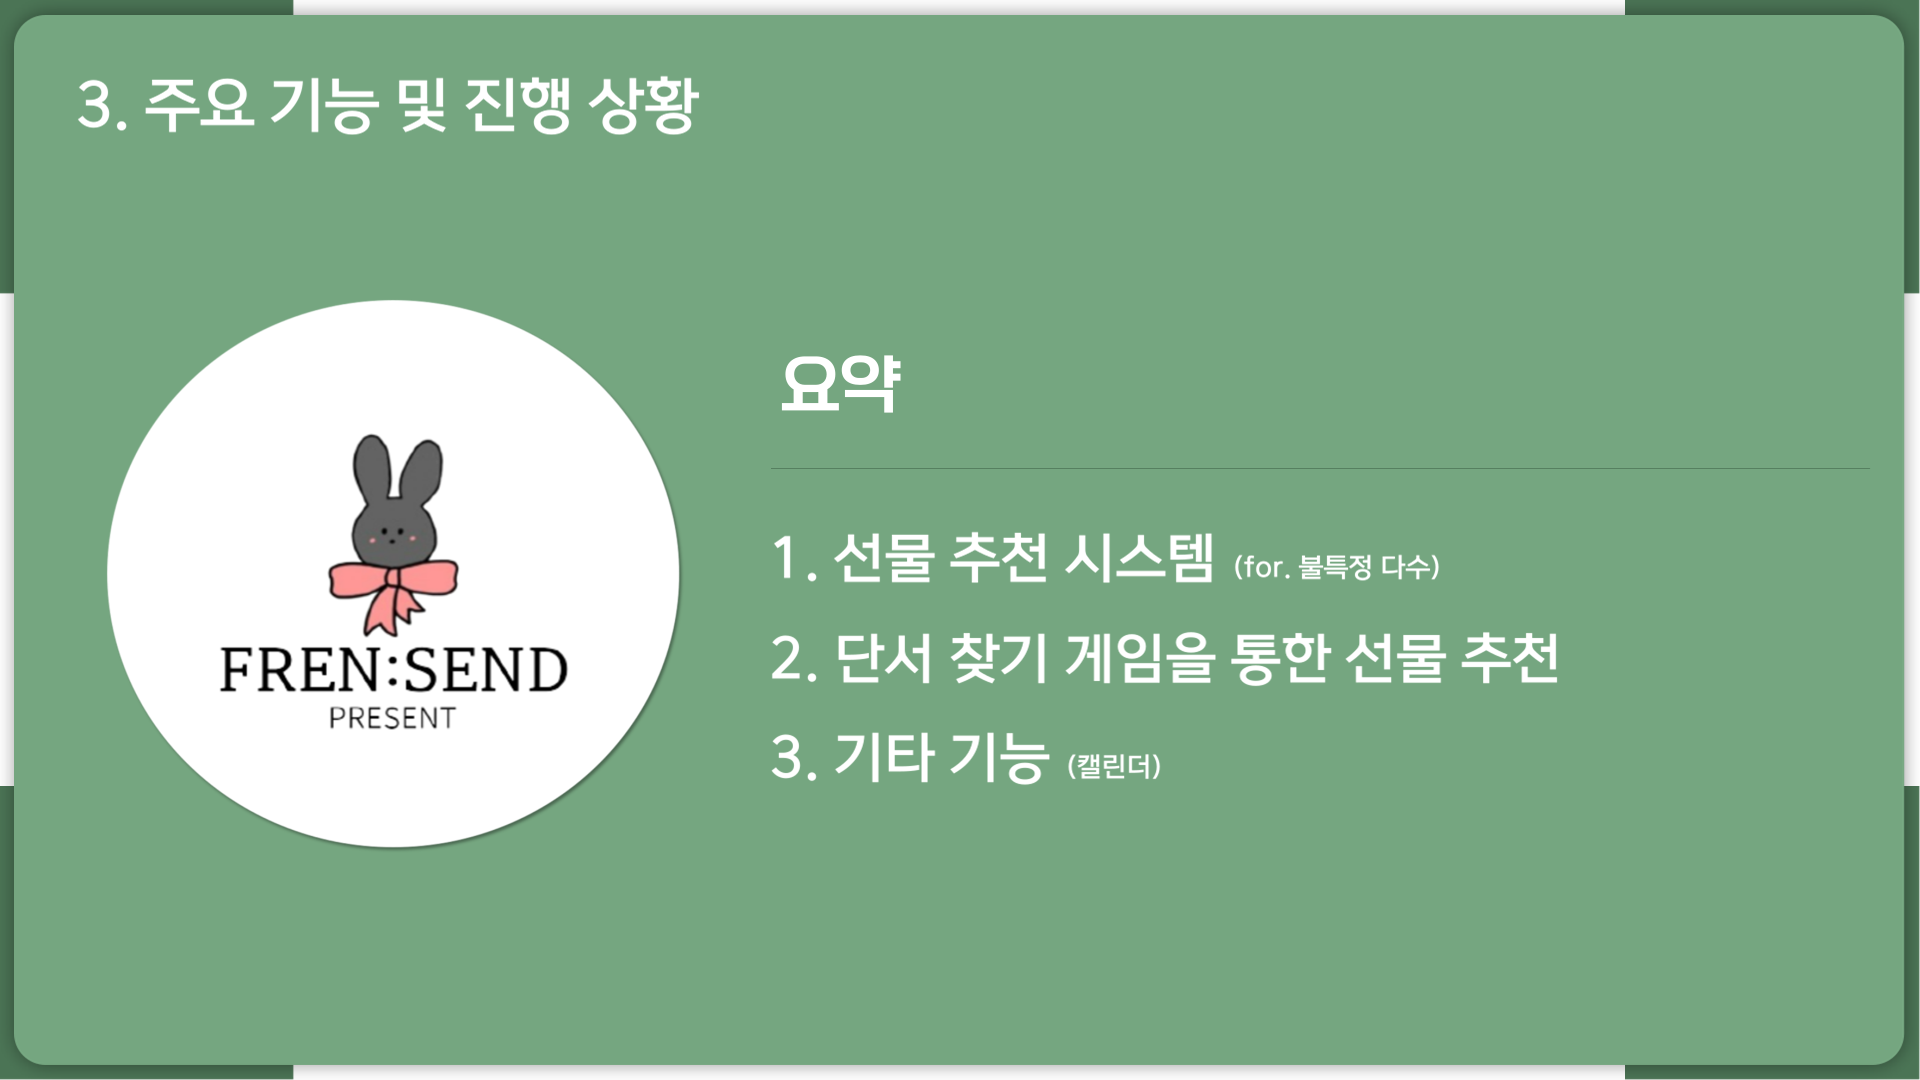 3. 주요 기능 및 진행 상황
FREN:SEND
PRESENT
요약
1. 선물 추천 시스템 (for. 불특정 다수)
2. 단서 찾기 게임을 통한 선물 추천
3. 기타 기능 (캘린더)